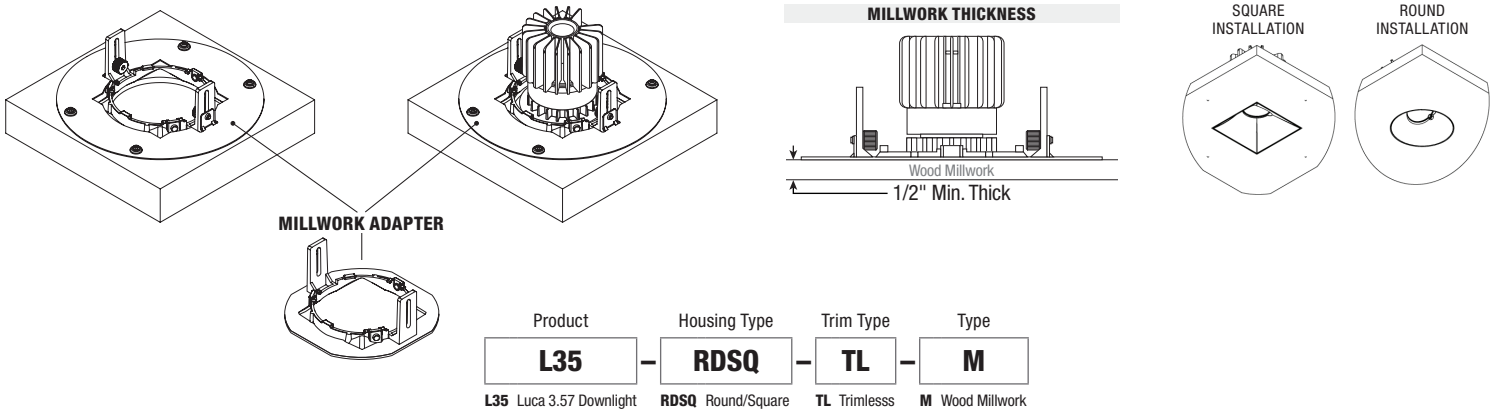 MILLWORK THICKNESS
SQUARE
INSTALLATION
ROUND
INSTALLATION
Wood Millwork
1/2" Min. Thick
MILLWORK ADAPTER
Product Housing Type Trim Type Type
L35 – RDSQ – TL – M
L35 Luca 3.57 Downlight RDSQ Round/Square TL Trimlesss M Wood Millwork